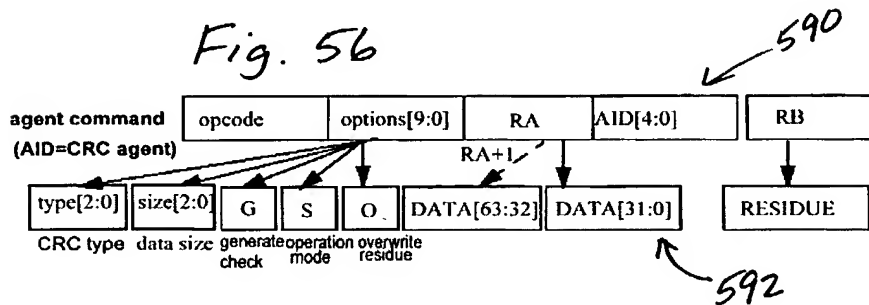 Fig. 56
590
agent command
(AID=CRC agent)
opcode
options[9:0]
RA
AID[4:0]
RB
RA+1
type[2:0]
size[2:0]
G
S
O
DATA[63:32]
DATA[31:0]
RESIDUE
CRC type
data size
generate
check
operation
mode
overwrite
residue
592